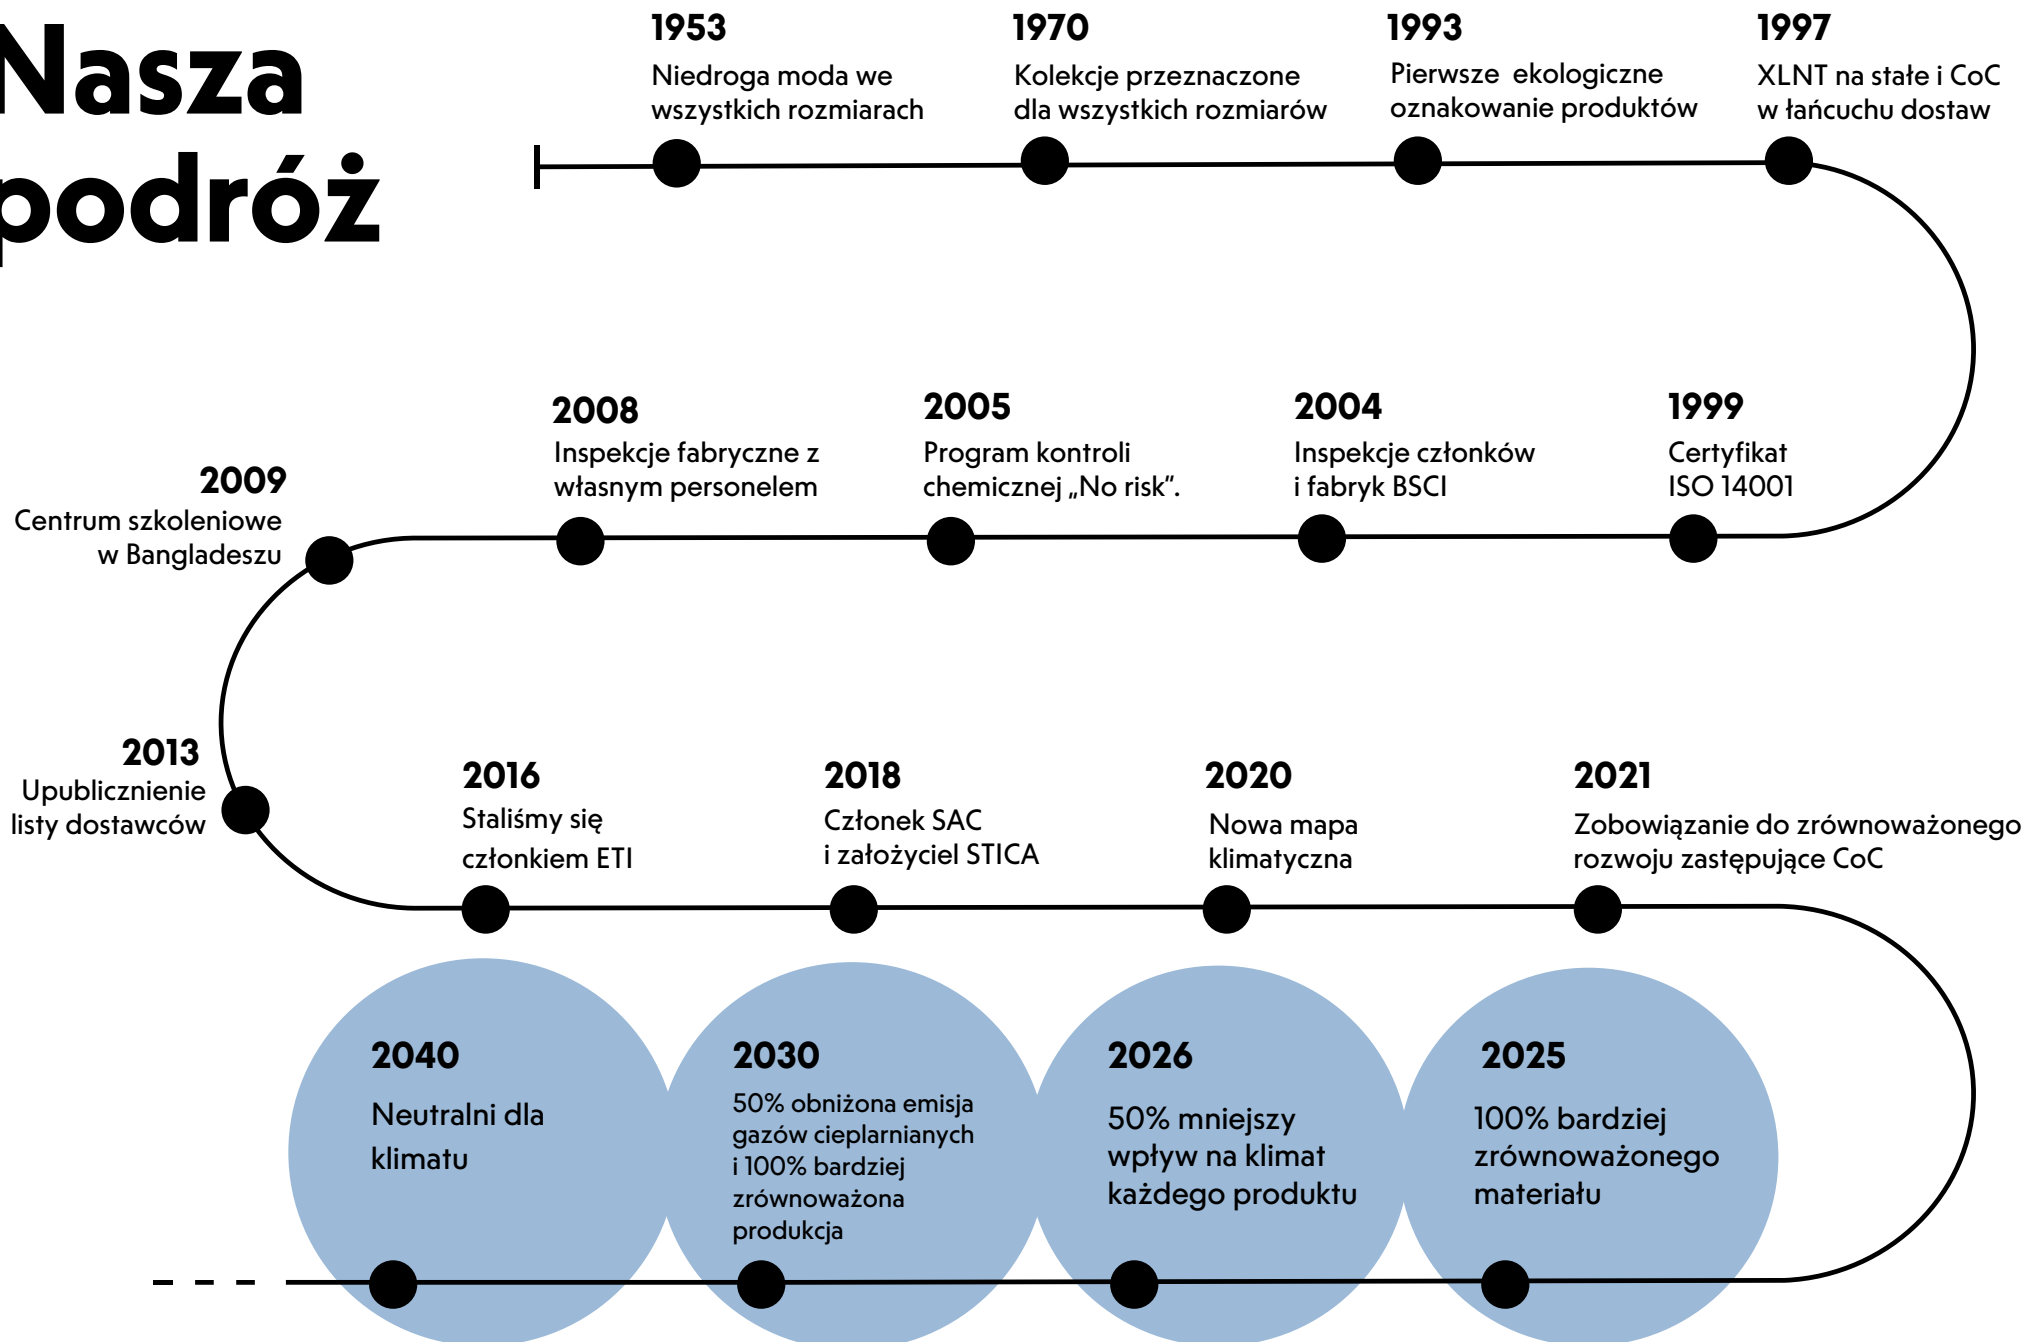 Nasza
podróż
1953
Niedroga moda we
wszystkich rozmiarach
1970
Kolekcje przeznaczone
dla wszystkich rozmiarów
1993
Pierwsze ekologiczne
oznakowanie produktów
1997
XLNT na stałe i CoC
w łańcuchu dostaw
1999
Certyfikat
ISO 14001
2004
Inspekcje członków
i fabryk BSCI
2005
Program kontroli
chemicznej „No risk”.
2008
Inspekcje fabryczne z
własnym personelem
2009
Centrum szkoleniowe
w Bangladeszu
2013
Upublicznienie
listy dostawców
2016
Staliśmy się
członkiem ETI
2018
Członek SAC
i założyciel STICA
2020
Nowa mapa
klimatyczna
2021
Zobowiązanie do zrównoważonego
rozwoju zastępujące CoC
2025
100% bardziej
zrównoważonego
materiału
2026
50% mniejszy
wpływ na klimat
każdego produktu
2030
50% obniżona emisja
gazów cieplarnianych
i 100% bardziej
zrównoważona
produkcja
2040
Neutralni dla
klimatu